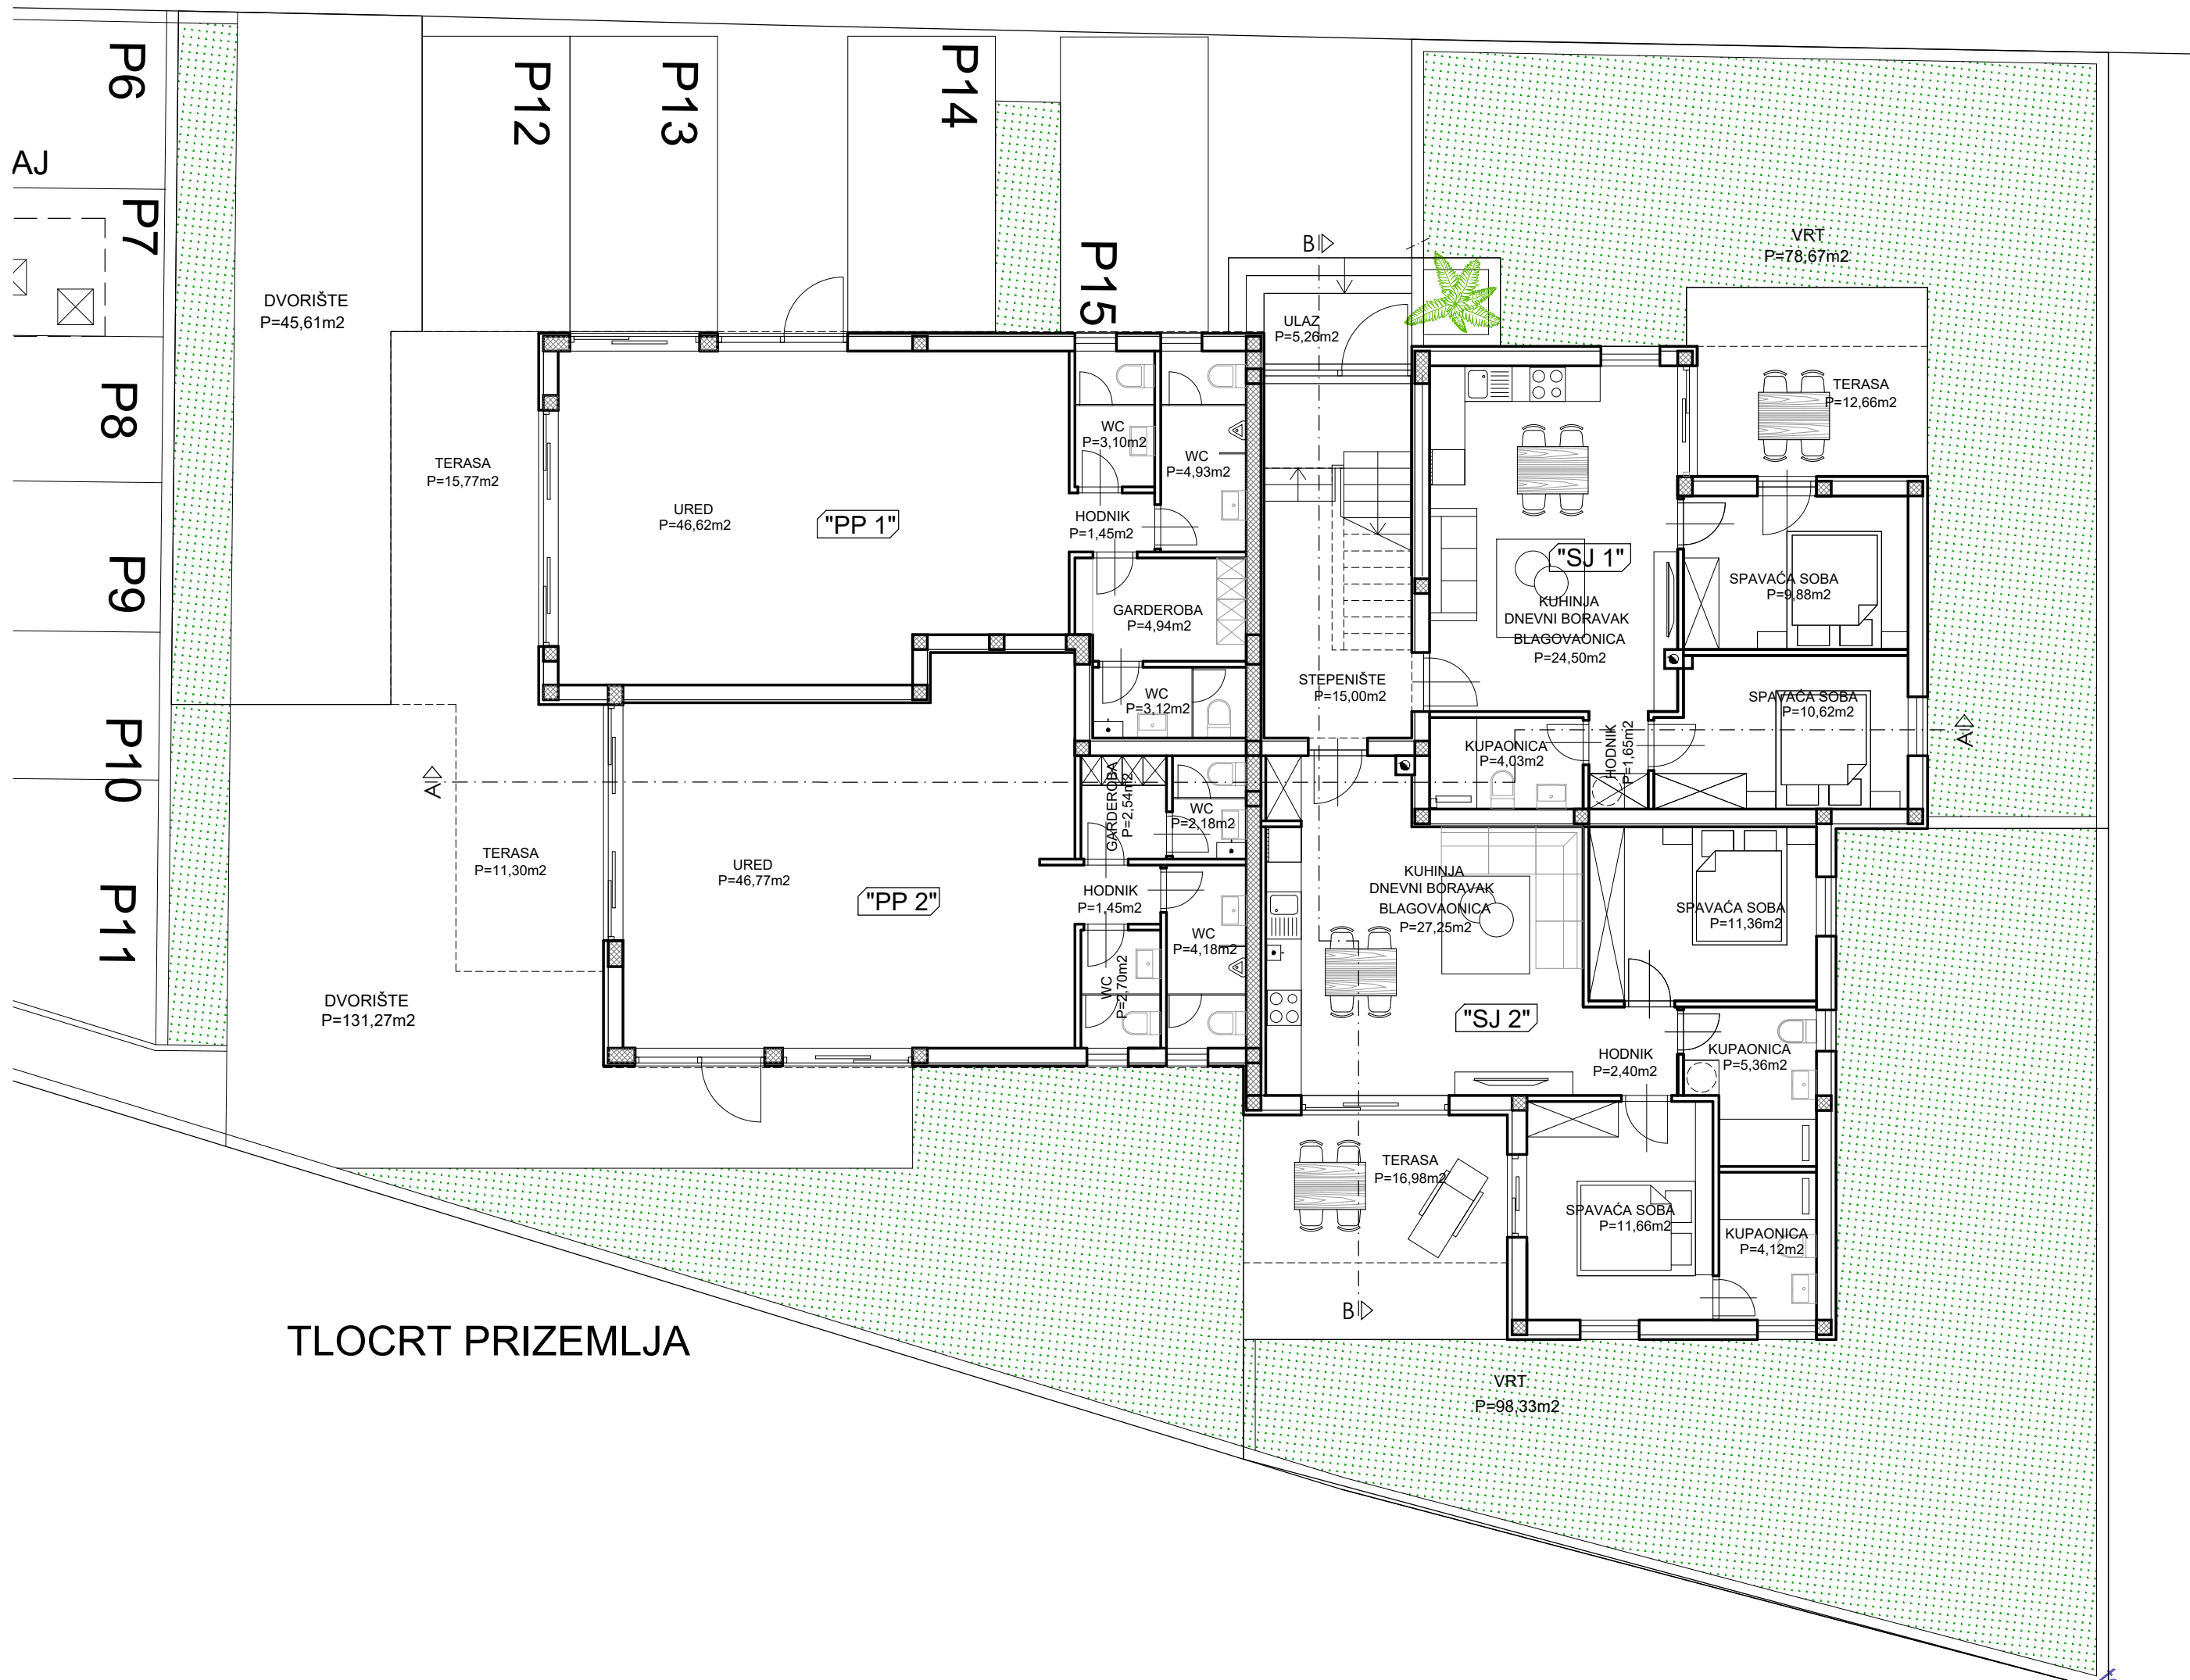 P6
AJ
P7
P8
P9
P10
P11
P12
P13
P14
P15
DVORIŠTE
P=45,61m2
TERASA
P=15,77m2
URED
P=46,62m2
"PP 1"
WC
P=3,10m2
WC
P=4,93m2
HODNIK
P=1,45m2
GARDEROBA
P=4,94m2
WC
P=3,12m2
B
ULAZ
P=5,26m2
STEPENIŠTE
P=15,00m2
VRT
P=78,67m2
TERASA
P=12,66m2
"SJ 1"
KUHINJA
DNEVNI BORAVAK
BLAGOVAONICA
P=24,50m2
SPAVAĆA SOBA
P=9,88m2
SPAVAĆA SOBA
P=10,62m2
KUPAONICA
P=4,03m2
HODNIK
P=1,65m2
A
A
TERASA
P=11,30m2
URED
P=46,77m2
"PP 2"
GARDEROBA
P=2,54m2
WC
P=2,18m2
HODNIK
P=1,45m2
WC
P=4,18m2
WC
P=2,70m2
DVORIŠTE
P=131,27m2
KUHINJA
DNEVNI BORAVAK
BLAGOVAONICA
P=27,25m2
"SJ 2"
SPAVAĆA SOBA
P=11,36m2
HODNIK
P=2,40m2
KUPAONICA
P=5,36m2
TERASA
P=16,98m2
SPAVAĆA SOBA
P=11,66m2
KUPAONICA
P=4,12m2
B
VRT
P=98,33m2
TLOCRT PRIZEMLJA